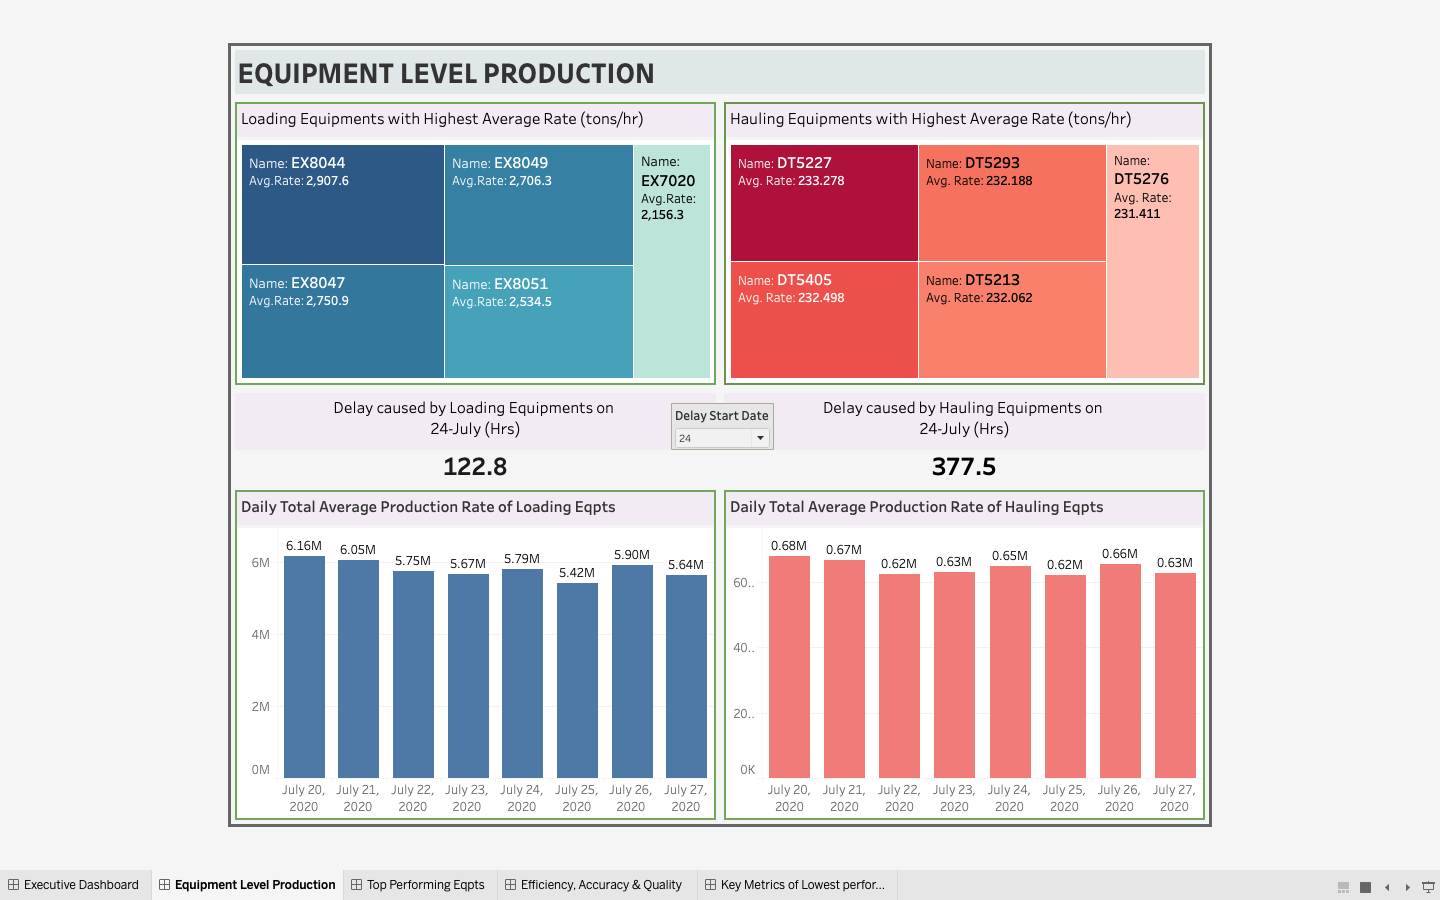 EQUIPMENT LEVEL PRODUCTION
Loading Equipments with Highest Average Rate (tons/hr)
Name: EX8044
Avg.Rate: 2,907.6
Name: EX8049
Avg.Rate: 2,706.3
Name:
EX7020
Avg.Rate:
2,156.3
Name: EX8047
Avg.Rate: 2,750.9
Name: EX8051
Avg.Rate: 2,534.5
Hauling Equipments with Highest Average Rate (tons/hr)
Name: DT5227
Avg. Rate: 233.278
Name: DT5293
Avg. Rate: 232.188
Name:
DT5276
Avg. Rate:
231.411
Name: DT5405
Avg. Rate: 232.498
Name: DT5213
Avg. Rate: 232.062
Delay caused by Loading Equipments on
24-July (Hrs)
122.8
Delay Start Date
24
Delay caused by Hauling Equipments on
24-July (Hrs)
377.5
Daily Total Average Production Rate of Loading Eqpts
6.16M
6.05M
5.75M
5.67M
5.79M
5.42M
5.90M
5.64M
6M
4M
2M
0M
July 20,
2020
July 21,
2020
July 22,
2020
July 23,
2020
July 24,
2020
July 25,
2020
July 26,
2020
July 27,
2020
Daily Total Average Production Rate of Hauling Eqpts
0.68M
0.67M
0.62M
0.63M
0.65M
0.62M
0.66M
0.63M
60..
40..
20..
0K
July 20,
2020
July 21,
2020
July 22,
2020
July 23,
2020
July 24,
2020
July 25,
2020
July 26,
2020
July 27,
2020
Executive Dashboard
Equipment Level Production
Top Performing Eqpts
Efficiency, Accuracy & Quality
Key Metrics of Lowest perfor...